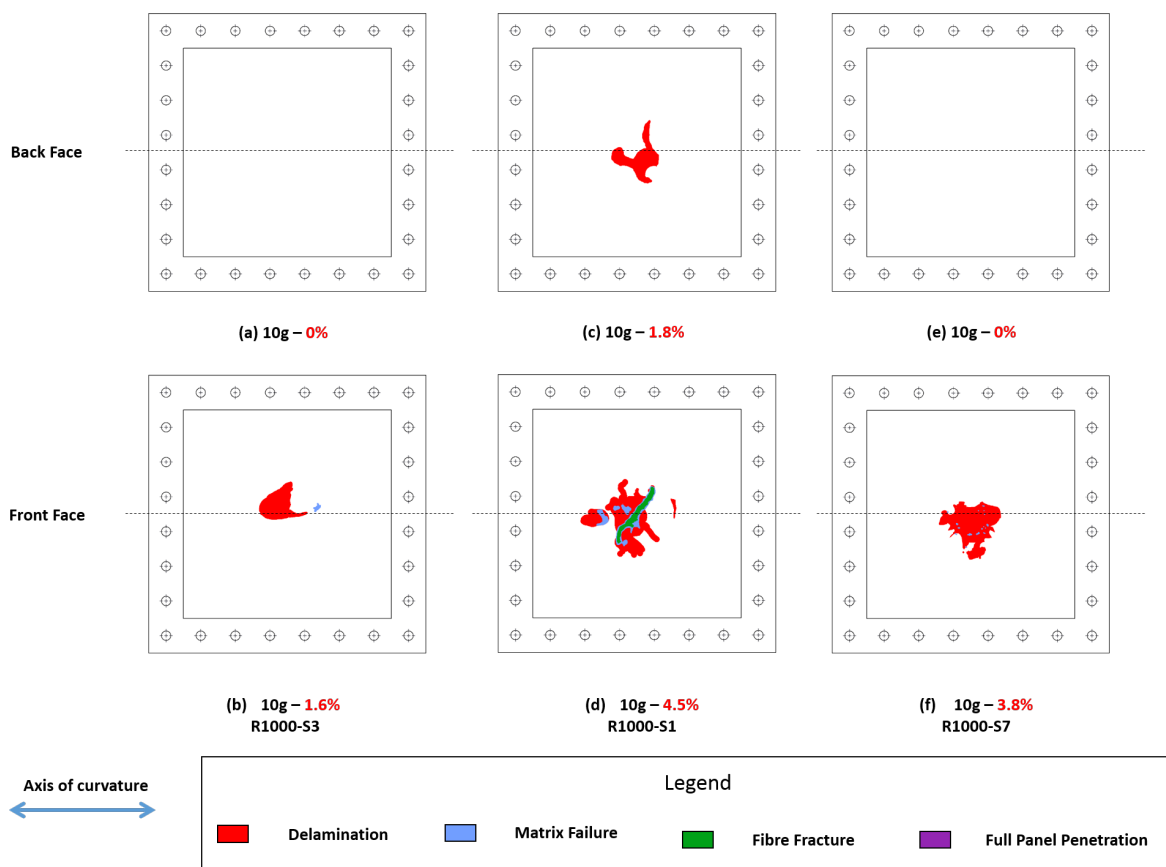 Back Face
(a) 10g – 0%
(c) 10g – 1.8%
(e) 10g – 0%
Front Face
(b) 10g – 1.6%
R1000-S3
(d) 10g – 4.5%
R1000-S1
(f) 10g – 3.8%
R1000-S7
Axis of curvature
Legend
Delamination
Matrix Failure
Fibre Fracture
Full Panel Penetration